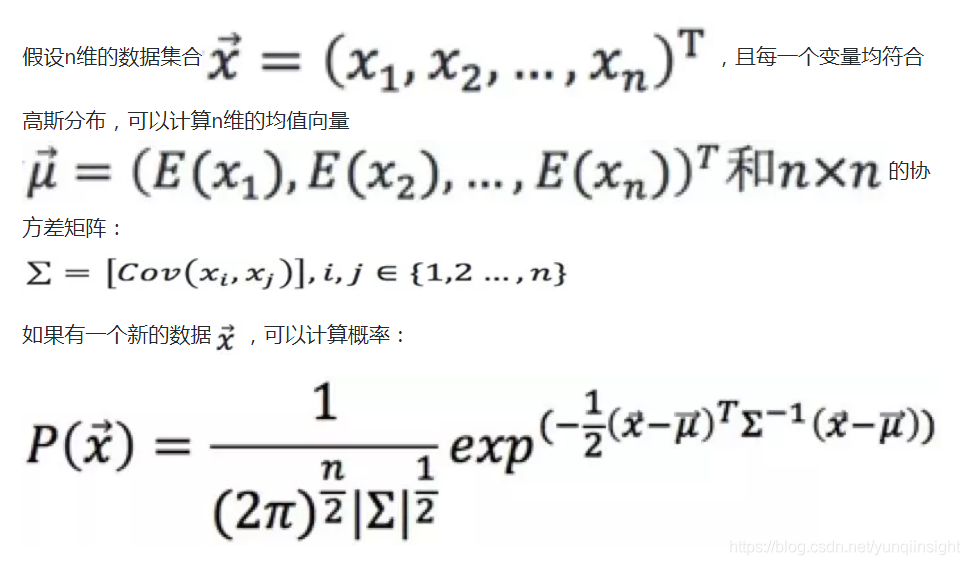 假设n维的数据集合 $\vec{x} = (x_1, x_2, \ldots, x_n)^{\mathrm{T}}$ ，且每一个变量均符合
高斯分布，可以计算n维的均值向量
$\vec{\mu} = (E(x_1), E(x_2), \ldots, E(x_n))^T$ 和 $n \times n$ 的协
方差矩阵：
$\Sigma = [Cov(x_i, x_j)], i, j \in \{1,2 \ldots, n\}$
如果有一个新的数据 $\vec{x}$ ，可以计算概率：
$P(\vec{x}) = \frac{1}{(2\pi)^{\frac{n}{2}}|\Sigma|^{\frac{1}{2}}} exp^{(-\frac{1}{2}(\vec{x}-\vec{\mu})^T \Sigma^{-1}(\vec{x}-\vec{\mu}))}$
https://blog.csdn.net/yunqiinsight